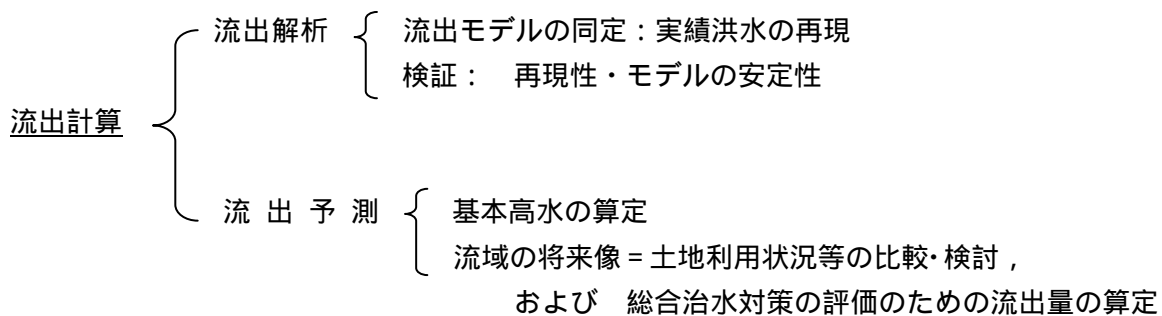 流出解析
流出モデルの同定：実績洪水の再現
検証：　再現性・モデルの安定性
流出計算
流 出 予 測
基本高水の算定
流域の将来像＝土地利用状況等の比較・検討，
および　総合治水対策の評価のための流出量の算定